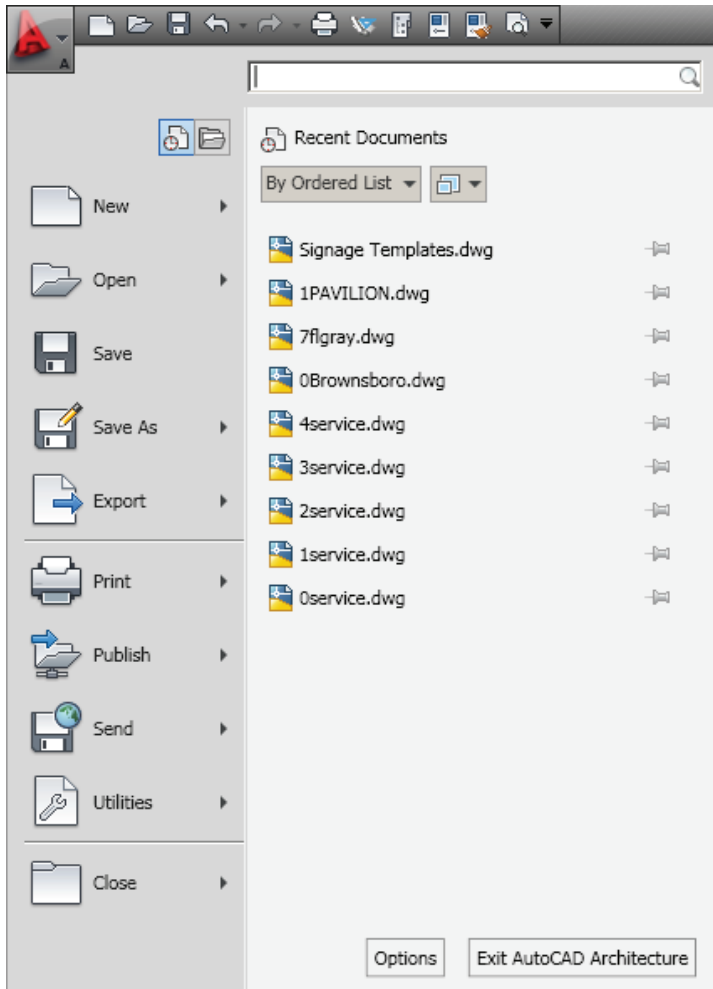 A
Recent Documents
By Ordered List
New
Open
Save
Save As
Export
Print
Publish
Send
Utilities
Close
Signage Templates.dwg
1PAVILION.dwg
7flgray.dwg
0Brownsboro.dwg
4service.dwg
3service.dwg
2service.dwg
1service.dwg
0service.dwg
Options
Exit AutoCAD Architecture